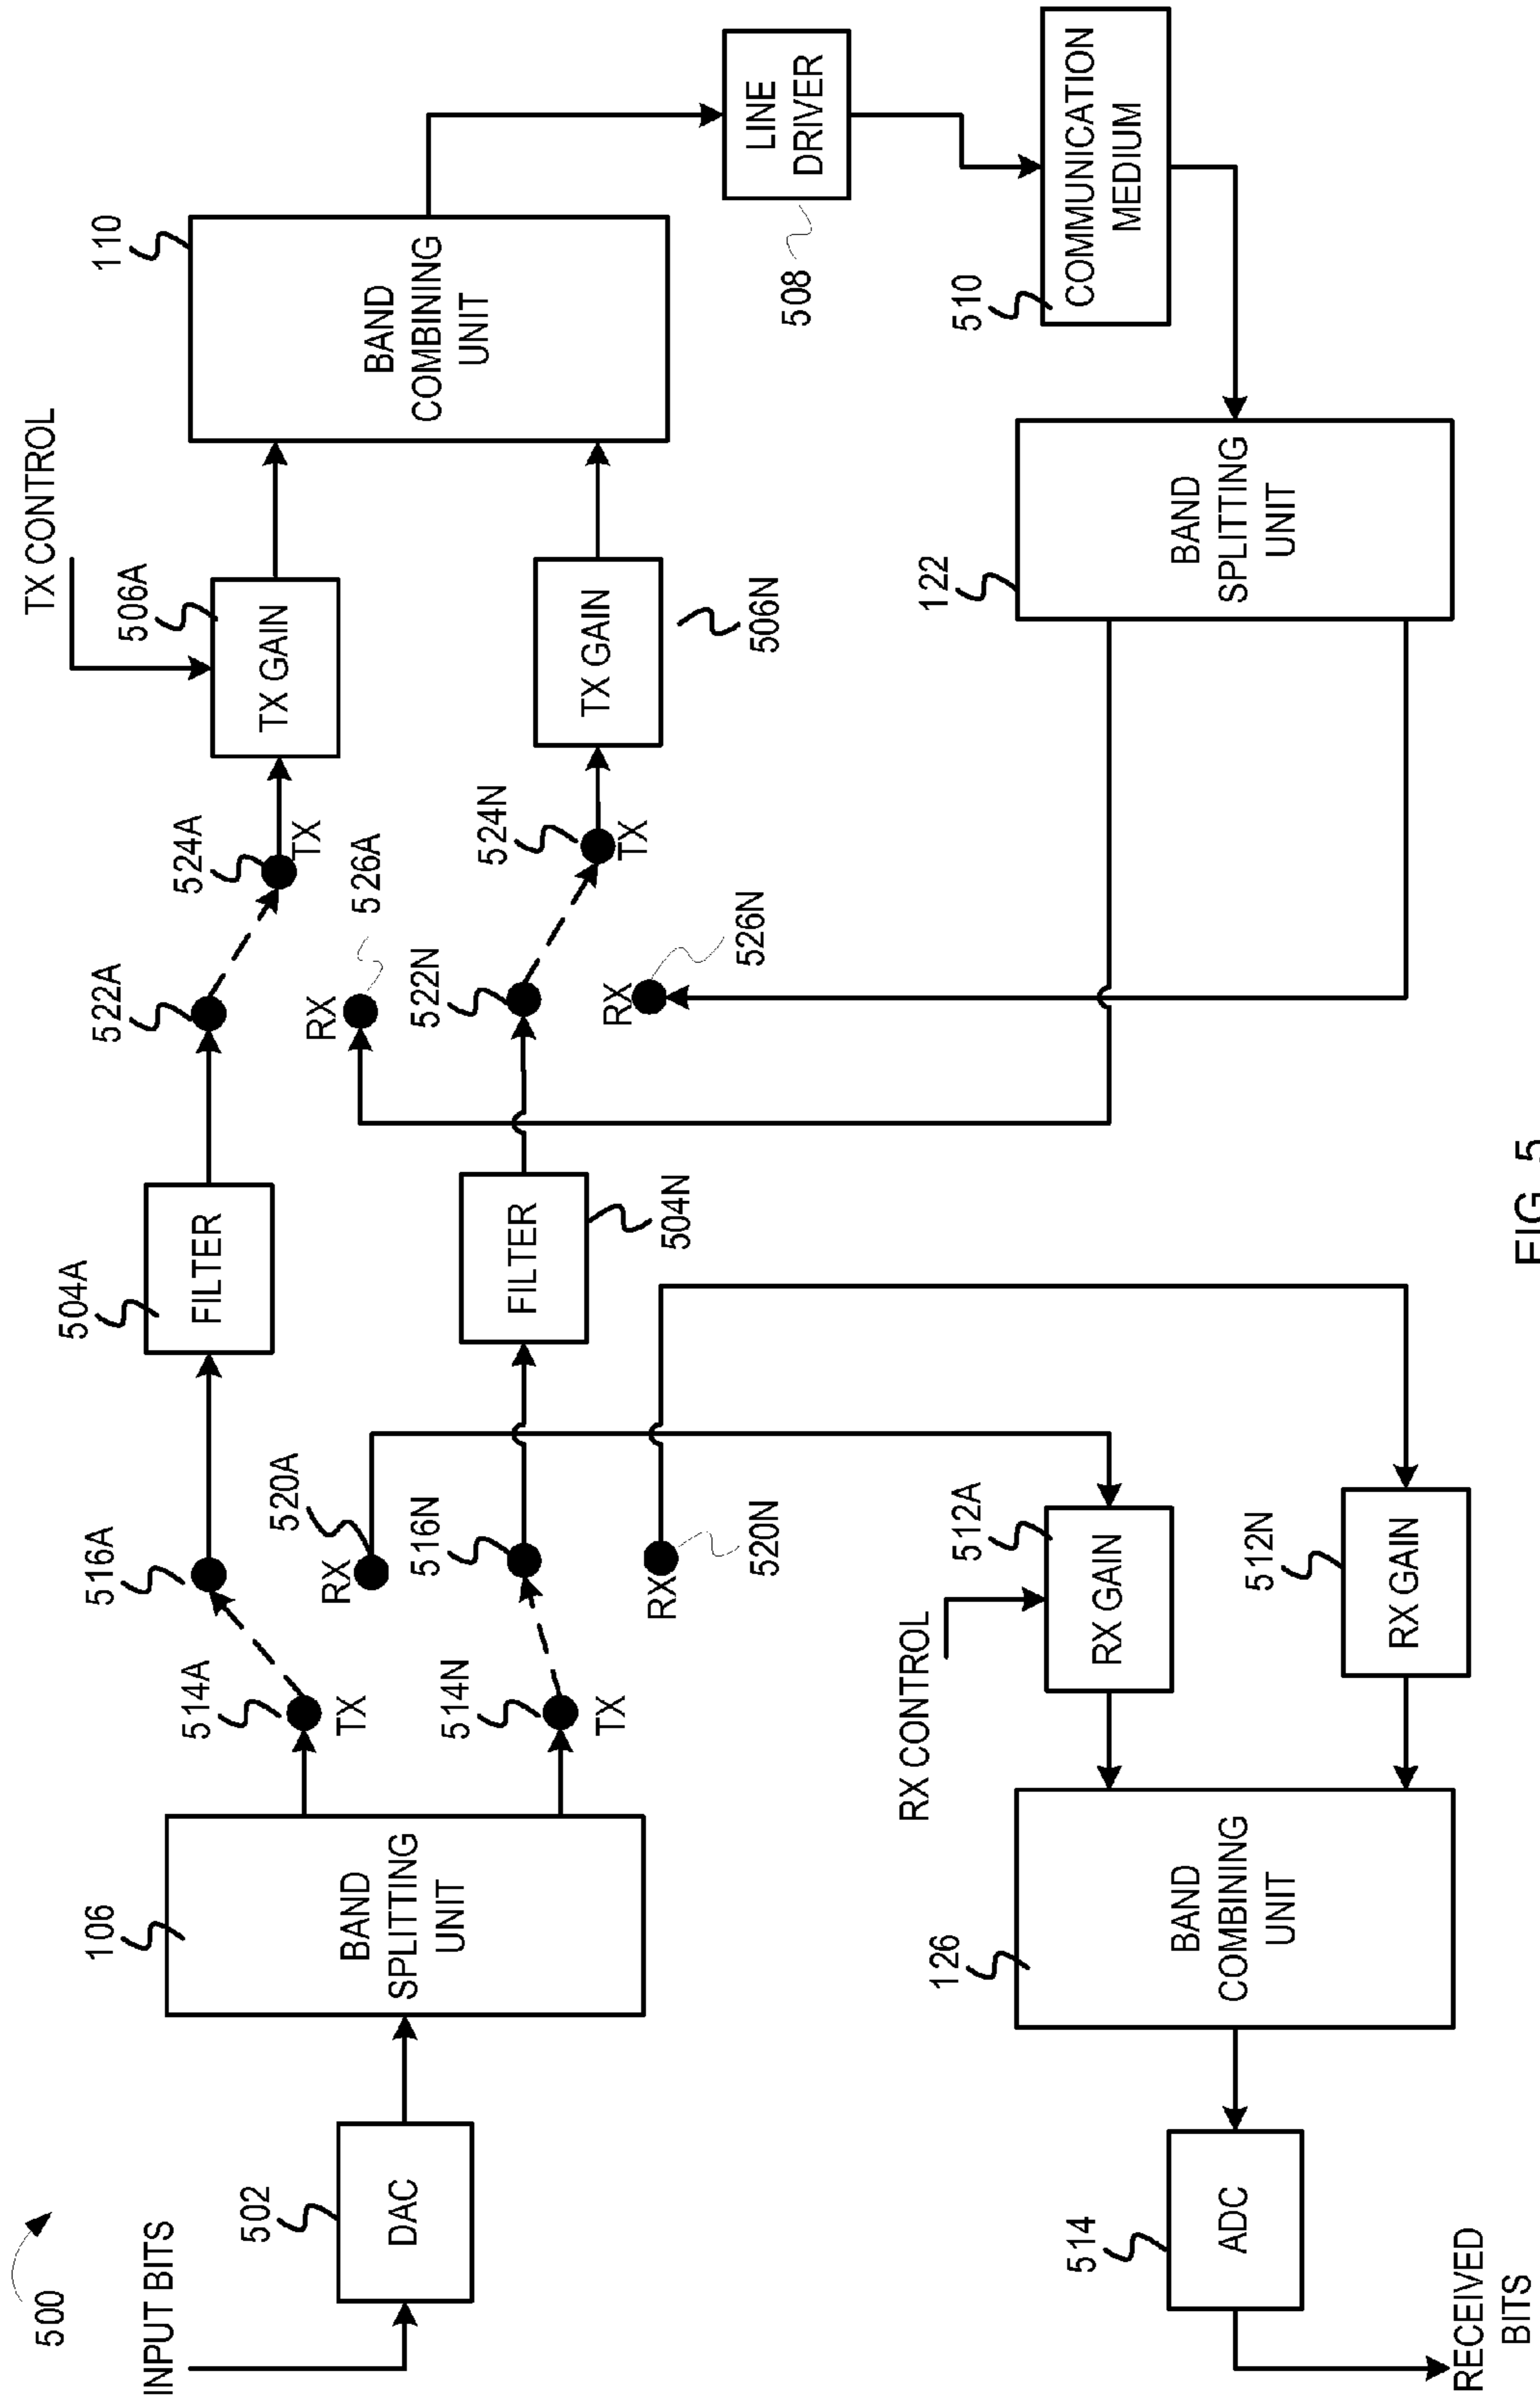 500
INPUT BITS
502
DAC
106
BAND
SPLITTING
UNIT
514A
TX
514N
TX
516A
RX
520A
516N
RX
520N
504A
FILTER
FILTER
504N
522A
RX
526A
522N
RX
526N
524A
TX
524N
TX
TX CONTROL
506A
TX GAIN
TX GAIN
506N
110
BAND
COMBINING
UNIT
LINE
DRIVER
508
510
COMMUNICATION
MEDIUM
122
BAND
SPLITTING
UNIT
RX CONTROL
512A
RX GAIN
512N
RX GAIN
126
BAND
COMBINING
UNIT
514
ADC
RECEIVED
BITS
FIG. 5